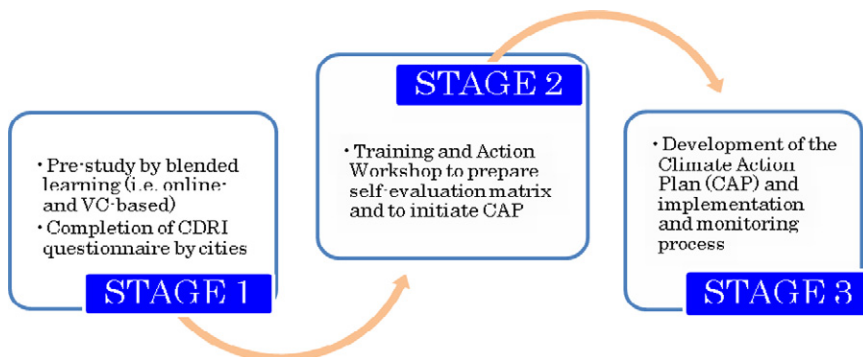 • Pre-study by blended
learning (i.e. online-
and VC-based)
• Completion of CDRI
questionnaire by cities
STAGE 1
STAGE 2
• Training and Action
Workshop to prepare
self-evaluation matrix
and to initiate CAP
• Development of the
Climate Action
Plan (CAP) and
implementation
and monitoring
process
STAGE 3